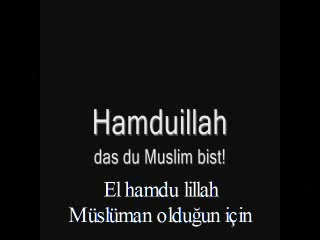 Hamduillah
das du Muslim bist!
El hamdu lillah
Müslüman olduğun için